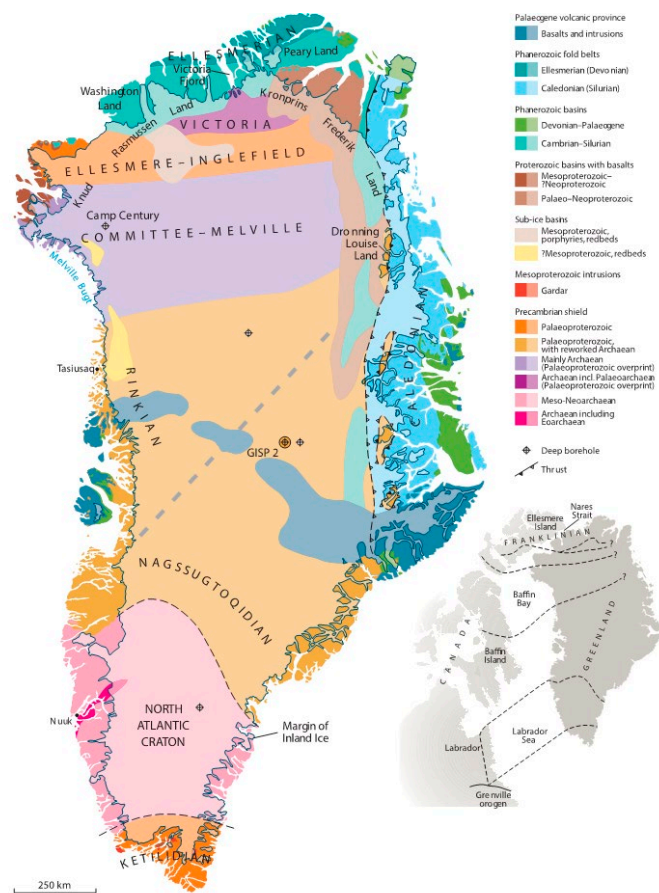 ELLESMERIAN
Peary Land
Victoria
Fjord
Washington
Land
Kronprins
Land
Rasmussen
VICTORIA
Frederik
ELLESMERE–INGLEFIELD
Knud
Land
Camp Century
COMMITTEE–MELVILLE
Dronning
Louise
Land
Melville Bugt
Tasiusaq
RINKIAN
CALEDONIAN
GISP 2
NAGSSUGTOQIDIAN
NORTH
ATLANTIC
CRATON
Nuuk
Margin of
Inland Ice
KETILIDIAN
250 km
Palaeogene volcanic province
Basalts and intrusions
Phanerozoic fold belts
Ellesmerian (Devonian)
Caledonian (Silurian)
Phanerozoic basins
Devonian–Palaeogene
Cambrian–Silurian
Proterozoic basins with basalts
Mesoproterozoic–
?Neoproterozoic
Palaeo–Neoproterozoic
Sub-ice basins
Mesoproterozoic,
porphyries, redbeds
?Mesoproterozoic, redbeds
Mesoproterozoic intrusions
Gardar
Precambrian shield
Palaeoproterozoic
Palaeoproterozoic,
with reworked Archaean
Mainly Archaean
(Palaeoproterozoic overprint)
Archaean incl. Palaeoarchaean
(Palaeoproterozoic overprint)
Meso-Neoarchaean
Archaean including
Eoarchaean
Deep borehole
Thrust
Ellesmere
Island
Nares
Strait
FRANKLINIAN
?
?
?
Baffin
Bay
GREENLAND
CANADA
Baffin
Island
Labrador
Labrador
Sea
Grenville
orogen